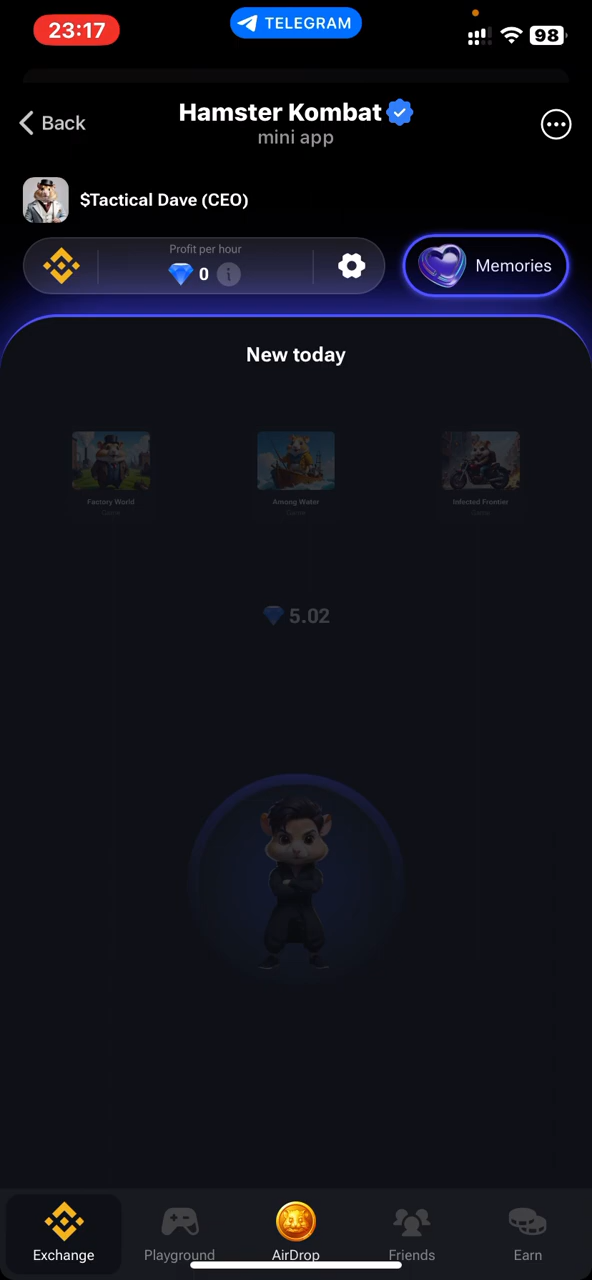 23:17
TELEGRAM
98
Back
Hamster Kombat
mini app
$Tactical Dave (CEO)
Profit per hour
0
Memories
New today
Factory World
Among Water
Infected Frontier
5.02
Exchange
Playground
AirDrop
Friends
Earn